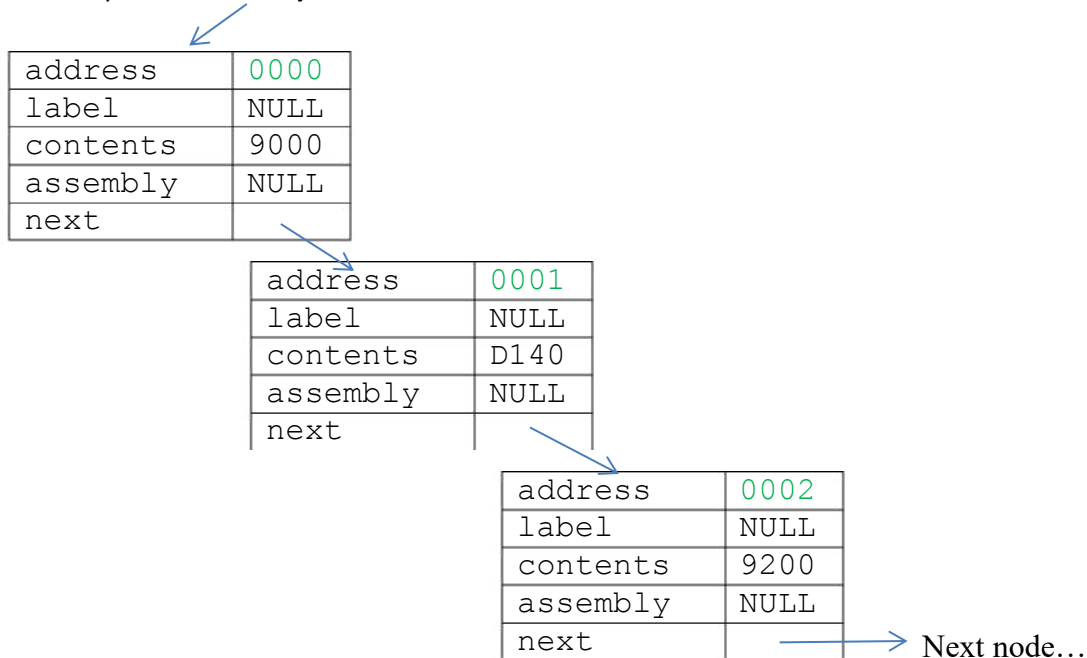 address 0000
label NULL
contents 9000
assembly NULL
next
address 0001
label NULL
contents D140
assembly NULL
next
address 0002
label NULL
contents 9200
assembly NULL
next
Next node…